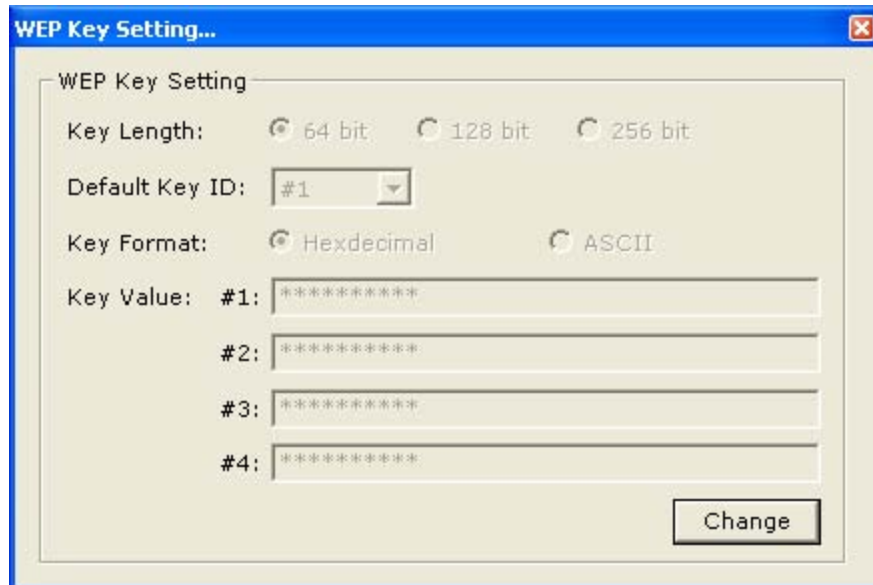 WEP Key Setting...
WEP Key Setting
Key Length: 64 bit 128 bit 256 bit
Default Key ID: #1
Key Format: Hexdecimal ASCII
Key Value: #1: **********
#2: **********
#3: **********
#4: **********
Change